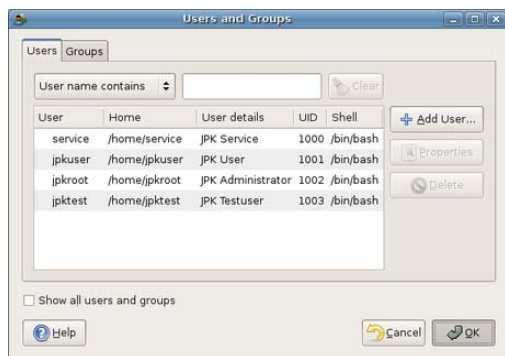 Users and Groups
Users Groups
User name contains Clear
User Home User details UID Shell
service /home/service JPK Service 1000 /bin/bash
jpkuser /home/jpkuser JPK User 1001 /bin/bash
jpkroot /home/jpkroot JPK Administrator 1002 /bin/bash
jpktest /home/jpktest JPK Testuser 1003 /bin/bash
Add User...
Properties
Delete
Show all users and groups
Help Cancel OK